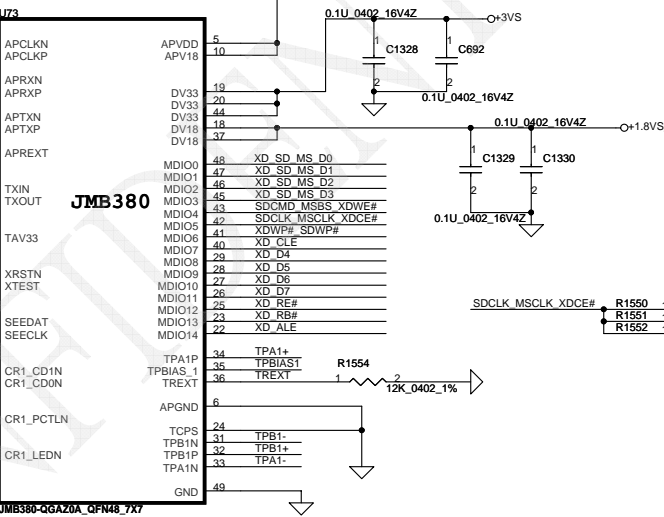 U73
0.1U_0402_16V4Z
+3VS
APCLKN APVDD 5
APCLKP APV18 10
1 1
C1328 C692
APRXN
APRXP DV33 19
DV33 20
2 2
0.1U_0402_16V4Z
APTXN DV33 44
APTXP DV18 18
DV18 37
0.1U_0402_16V4Z
+1.8VS
APREXT
MDIO0 48 XD_SD_MS_D0
MDIO1 47 XD_SD_MS_D1
1 1
C1329 C1330
TXIN MDIO2 46 XD_SD_MS_D2
TXOUT MDIO3 45 XD_SD_MS_D3
2 2
JMB380
MDIO4 43 SDCMD_MSBS_XDWE#
MDIO5 42 SDCLK_MSCLK_XDCE#
0.1U_0402_16V4Z
TAV33 MDIO6 41 XDWP#_SDWP#
MDIO7 40 XD_CLE
MDIO8 29 XD_D4
XRSTN MDIO9 28 XD_D5
XTEST MDIO10 27 XD_D6
MDIO11 26 XD_D7
MDIO12 25 XD_RE#
SDCLK_MSCLK_XDCE# R1550
SEEDAT MDIO13 23 XD_RB#
R1551
SEECLK MDIO14 22 XD_ALE
R1552
TPA1P 34 TPA1+
CR1_CD1N TPBIAS_1 35 TPBIAS1
R1554
CR1_CD0N TREXT 36 TREXT 1 2
12K_0402_1%
APGND 6
CR1_PCTLN
TCPS 24
TPB1N 31 TPB1-
CR1_LEDN TPB1P 32 TPB1+
TPA1N 33 TPA1-
GND 49
JMB380-QGAZ0A_QFN48_7X7